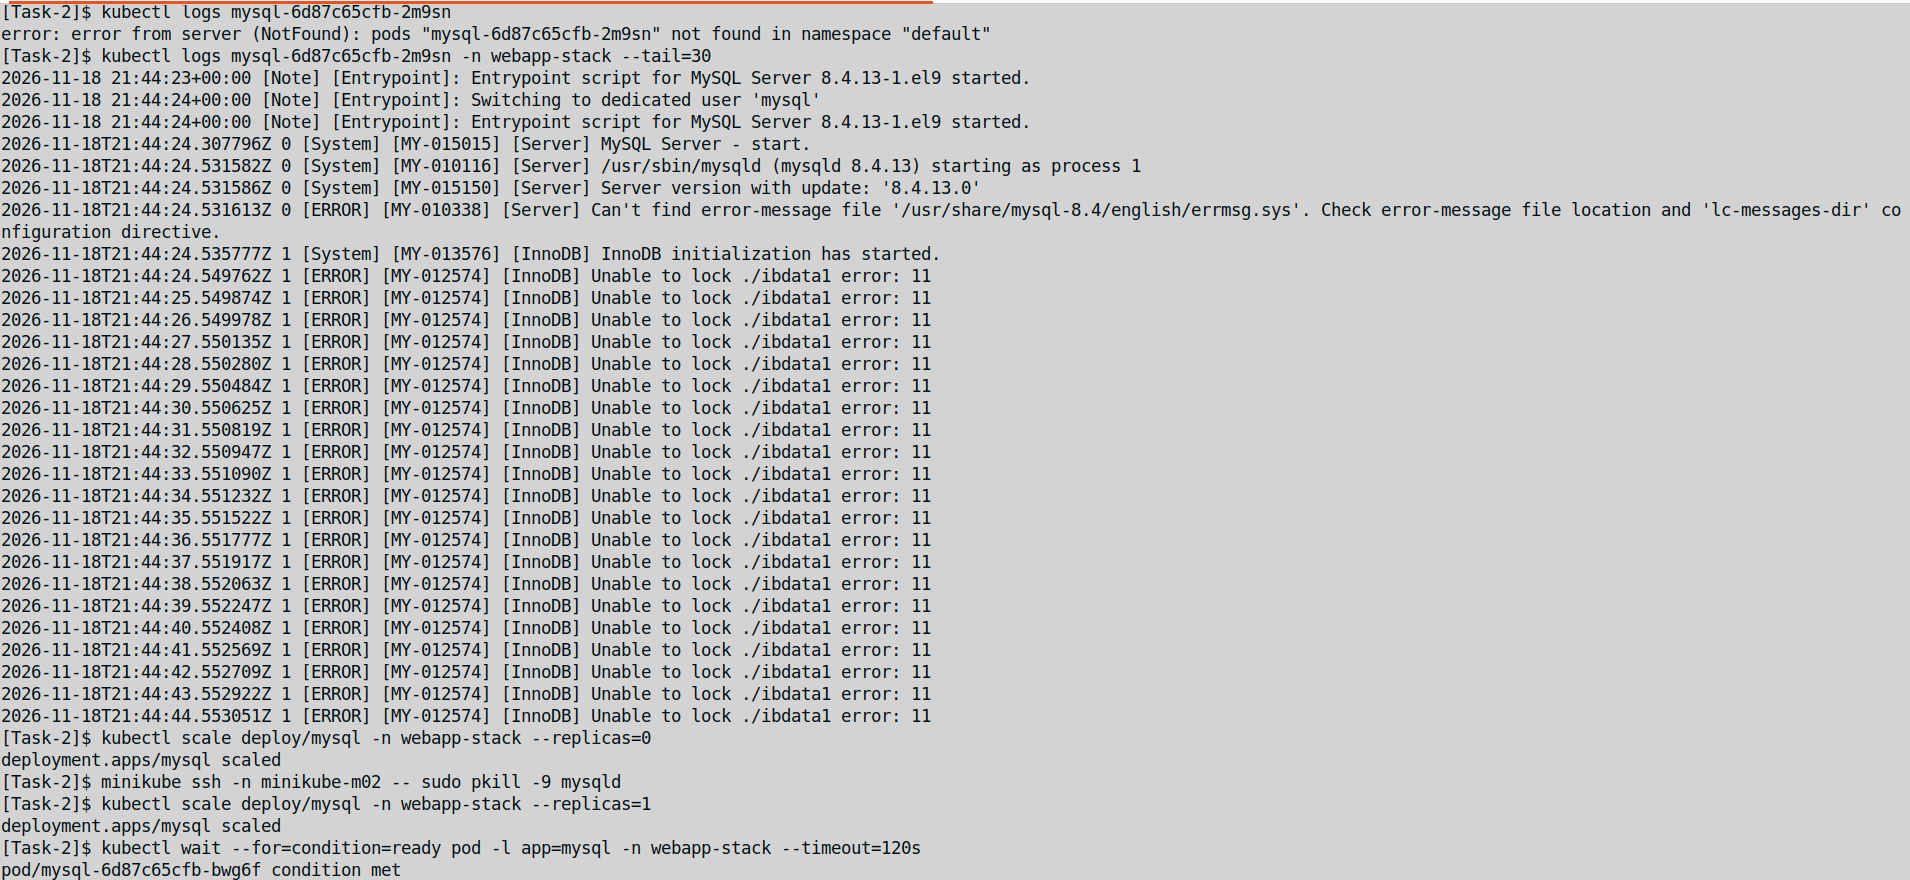 [Task-2]$ kubectl logs mysql-6d87c65cfb-2m9sn
error: error from server (NotFound): pods "mysql-6d87c65cfb-2m9sn" not found in namespace "default"
[Task-2]$ kubectl logs mysql-6d87c65cfb-2m9sn -n webapp-stack --tail=30
2026-11-18 21:44:23+00:00 [Note] [Entrypoint]: Entrypoint script for MySQL Server 8.4.13-1.el9 started.
2026-11-18 21:44:24+00:00 [Note] [Entrypoint]: Switching to dedicated user 'mysql'
2026-11-18 21:44:24+00:00 [Note] [Entrypoint]: Entrypoint script for MySQL Server 8.4.13-1.el9 started.
2026-11-18T21:44:24.307796Z 0 [System] [MY-015015] [Server] MySQL Server - start.
2026-11-18T21:44:24.531582Z 0 [System] [MY-010116] [Server] /usr/sbin/mysqld (mysqld 8.4.13) starting as process 1
2026-11-18T21:44:24.531586Z 0 [System] [MY-015150] [Server] Server version with update: '8.4.13.0'
2026-11-18T21:44:24.531613Z 0 [ERROR] [MY-010338] [Server] Can't find error-message file '/usr/share/mysql-8.4/english/errmsg.sys'. Check error-message file location and 'lc-messages-dir' co
nfiguration directive.
2026-11-18T21:44:24.535777Z 1 [System] [MY-013576] [InnoDB] InnoDB initialization has started.
2026-11-18T21:44:24.549762Z 1 [ERROR] [MY-012574] [InnoDB] Unable to lock ./ibdata1 error: 11
2026-11-18T21:44:25.549874Z 1 [ERROR] [MY-012574] [InnoDB] Unable to lock ./ibdata1 error: 11
2026-11-18T21:44:26.549978Z 1 [ERROR] [MY-012574] [InnoDB] Unable to lock ./ibdata1 error: 11
2026-11-18T21:44:27.550135Z 1 [ERROR] [MY-012574] [InnoDB] Unable to lock ./ibdata1 error: 11
2026-11-18T21:44:28.550280Z 1 [ERROR] [MY-012574] [InnoDB] Unable to lock ./ibdata1 error: 11
2026-11-18T21:44:29.550484Z 1 [ERROR] [MY-012574] [InnoDB] Unable to lock ./ibdata1 error: 11
2026-11-18T21:44:30.550625Z 1 [ERROR] [MY-012574] [InnoDB] Unable to lock ./ibdata1 error: 11
2026-11-18T21:44:31.550819Z 1 [ERROR] [MY-012574] [InnoDB] Unable to lock ./ibdata1 error: 11
2026-11-18T21:44:32.550947Z 1 [ERROR] [MY-012574] [InnoDB] Unable to lock ./ibdata1 error: 11
2026-11-18T21:44:33.551090Z 1 [ERROR] [MY-012574] [InnoDB] Unable to lock ./ibdata1 error: 11
2026-11-18T21:44:34.551232Z 1 [ERROR] [MY-012574] [InnoDB] Unable to lock ./ibdata1 error: 11
2026-11-18T21:44:35.551522Z 1 [ERROR] [MY-012574] [InnoDB] Unable to lock ./ibdata1 error: 11
2026-11-18T21:44:36.551777Z 1 [ERROR] [MY-012574] [InnoDB] Unable to lock ./ibdata1 error: 11
2026-11-18T21:44:37.551917Z 1 [ERROR] [MY-012574] [InnoDB] Unable to lock ./ibdata1 error: 11
2026-11-18T21:44:38.552063Z 1 [ERROR] [MY-012574] [InnoDB] Unable to lock ./ibdata1 error: 11
2026-11-18T21:44:39.552247Z 1 [ERROR] [MY-012574] [InnoDB] Unable to lock ./ibdata1 error: 11
2026-11-18T21:44:40.552408Z 1 [ERROR] [MY-012574] [InnoDB] Unable to lock ./ibdata1 error: 11
2026-11-18T21:44:41.552569Z 1 [ERROR] [MY-012574] [InnoDB] Unable to lock ./ibdata1 error: 11
2026-11-18T21:44:42.552709Z 1 [ERROR] [MY-012574] [InnoDB] Unable to lock ./ibdata1 error: 11
2026-11-18T21:44:43.552922Z 1 [ERROR] [MY-012574] [InnoDB] Unable to lock ./ibdata1 error: 11
2026-11-18T21:44:44.553051Z 1 [ERROR] [MY-012574] [InnoDB] Unable to lock ./ibdata1 error: 11
[Task-2]$ kubectl scale deploy/mysql -n webapp-stack --replicas=0
deployment.apps/mysql scaled
[Task-2]$ minikube ssh -n minikube-m02 -- sudo pkill -9 mysqld
[Task-2]$ kubectl scale deploy/mysql -n webapp-stack --replicas=1
deployment.apps/mysql scaled
[Task-2]$ kubectl wait --for=condition=ready pod -l app=mysql -n webapp-stack --timeout=120s
pod/mysql-6d87c65cfb-bwg6f condition met